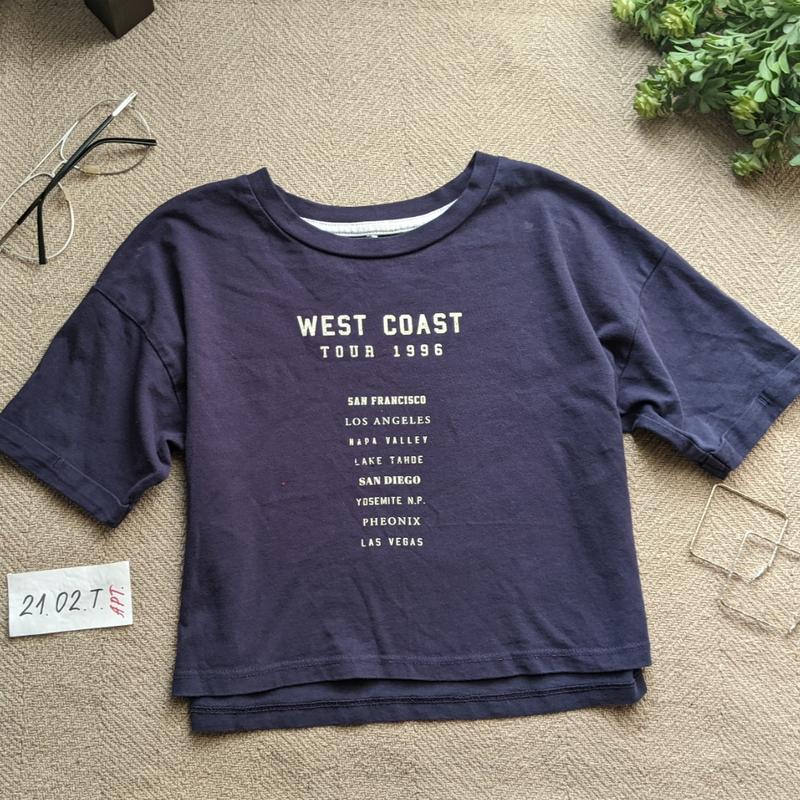 WEST COAST
TOUR 1996
SAN FRANCISCO
LOS ANGELES
NAPA VALLEY
LAKE TAHOE
SAN DIEGO
YOSEMITE N.P.
PHEONIX
LAS VEGAS
21.02.T. АРТ.